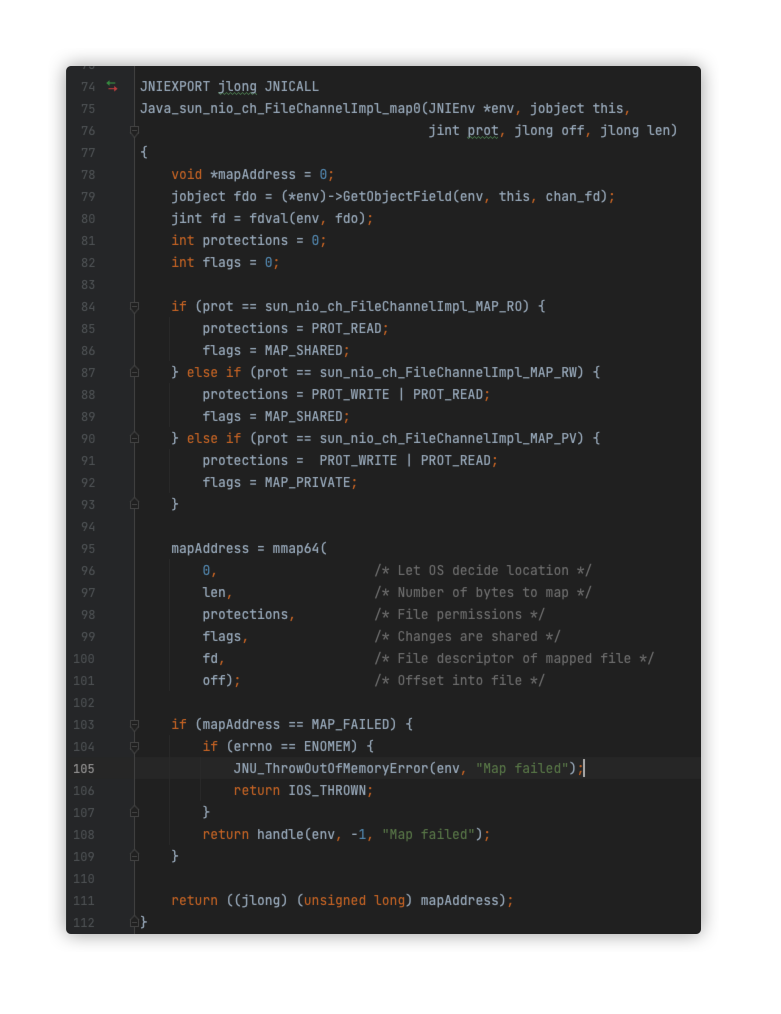 74 JNIEXPORT jlong JNICALL
75 Java_sun_nio_ch_FileChannelImpl_map0(JNIEnv *env, jobject this,
76                                      jint prot, jlong off, jlong len)
77 {
78     void *mapAddress = 0;
79     jobject fdo = (*env)->GetObjectField(env, this, chan_fd);
80     jint fd = fdval(env, fdo);
81     int protections = 0;
82     int flags = 0;
83
84     if (prot == sun_nio_ch_FileChannelImpl_MAP_RO) {
85         protections = PROT_READ;
86         flags = MAP_SHARED;
87     } else if (prot == sun_nio_ch_FileChannelImpl_MAP_RW) {
88         protections = PROT_WRITE | PROT_READ;
89         flags = MAP_SHARED;
90     } else if (prot == sun_nio_ch_FileChannelImpl_MAP_PV) {
91         protections =  PROT_WRITE | PROT_READ;
92         flags = MAP_PRIVATE;
93     }
94
95     mapAddress = mmap64(
96         0,                    /* Let OS decide location */
97         len,                  /* Number of bytes to map */
98         protections,          /* File permissions */
99         flags,                /* Changes are shared */
100         fd,                   /* File descriptor of mapped file */
101         off);                 /* Offset into file */
102
103     if (mapAddress == MAP_FAILED) {
104         if (errno == ENOMEM) {
105             JNU_ThrowOutOfMemoryError(env, "Map failed");
106             return IOS_THROWN;
107         }
108         return handle(env, -1, "Map failed");
109     }
110
111     return ((jlong) (unsigned long) mapAddress);
112 }